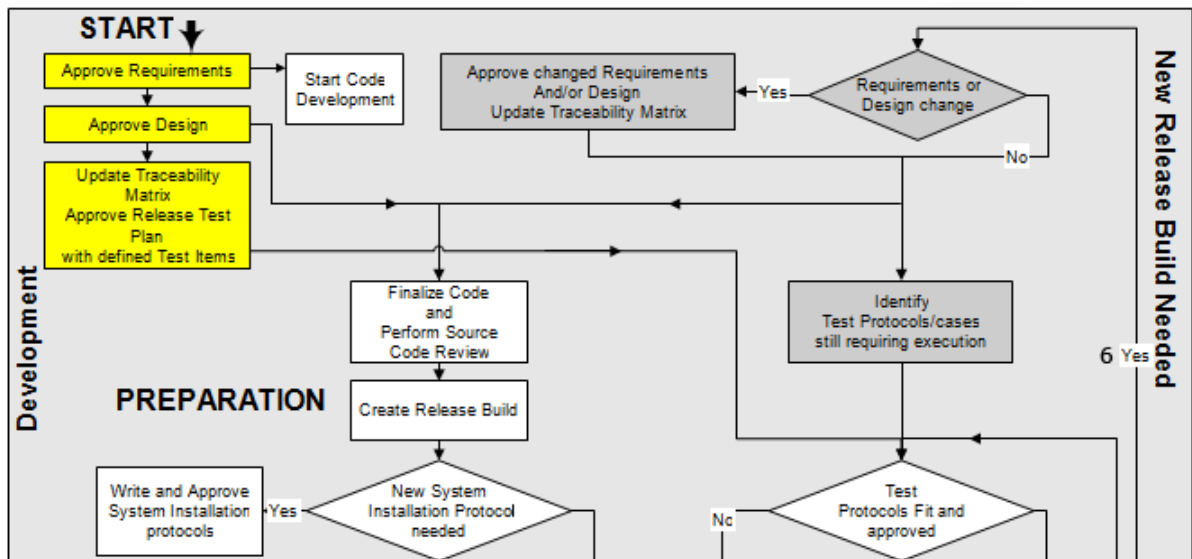 START
Approve Requirements
Start Code
Development
Approve Design
Update Traceability
Matrix
Approve Release Test
Plan
with defined Test Items
Approve changed Requirements
And/or Design
Update Traceability Matrix
Yes
Requirements or
Design change
No
New Release Build Needed
Development
Finalize Code
and
Perform Source
Code Review
Identify
Test Protocols/cases
still requiring execution
6 Yes
PREPARATION
Create Release Build
Write and Approve
System Installation
protocols
Yes
New System
Installation Protocol
needed
No
Test
Protocols Fit and
approved